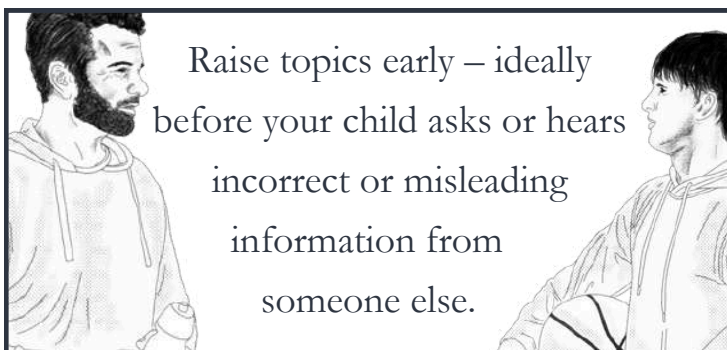 Raise topics early – ideally
before your child asks or hears
incorrect or misleading
information from
someone else.